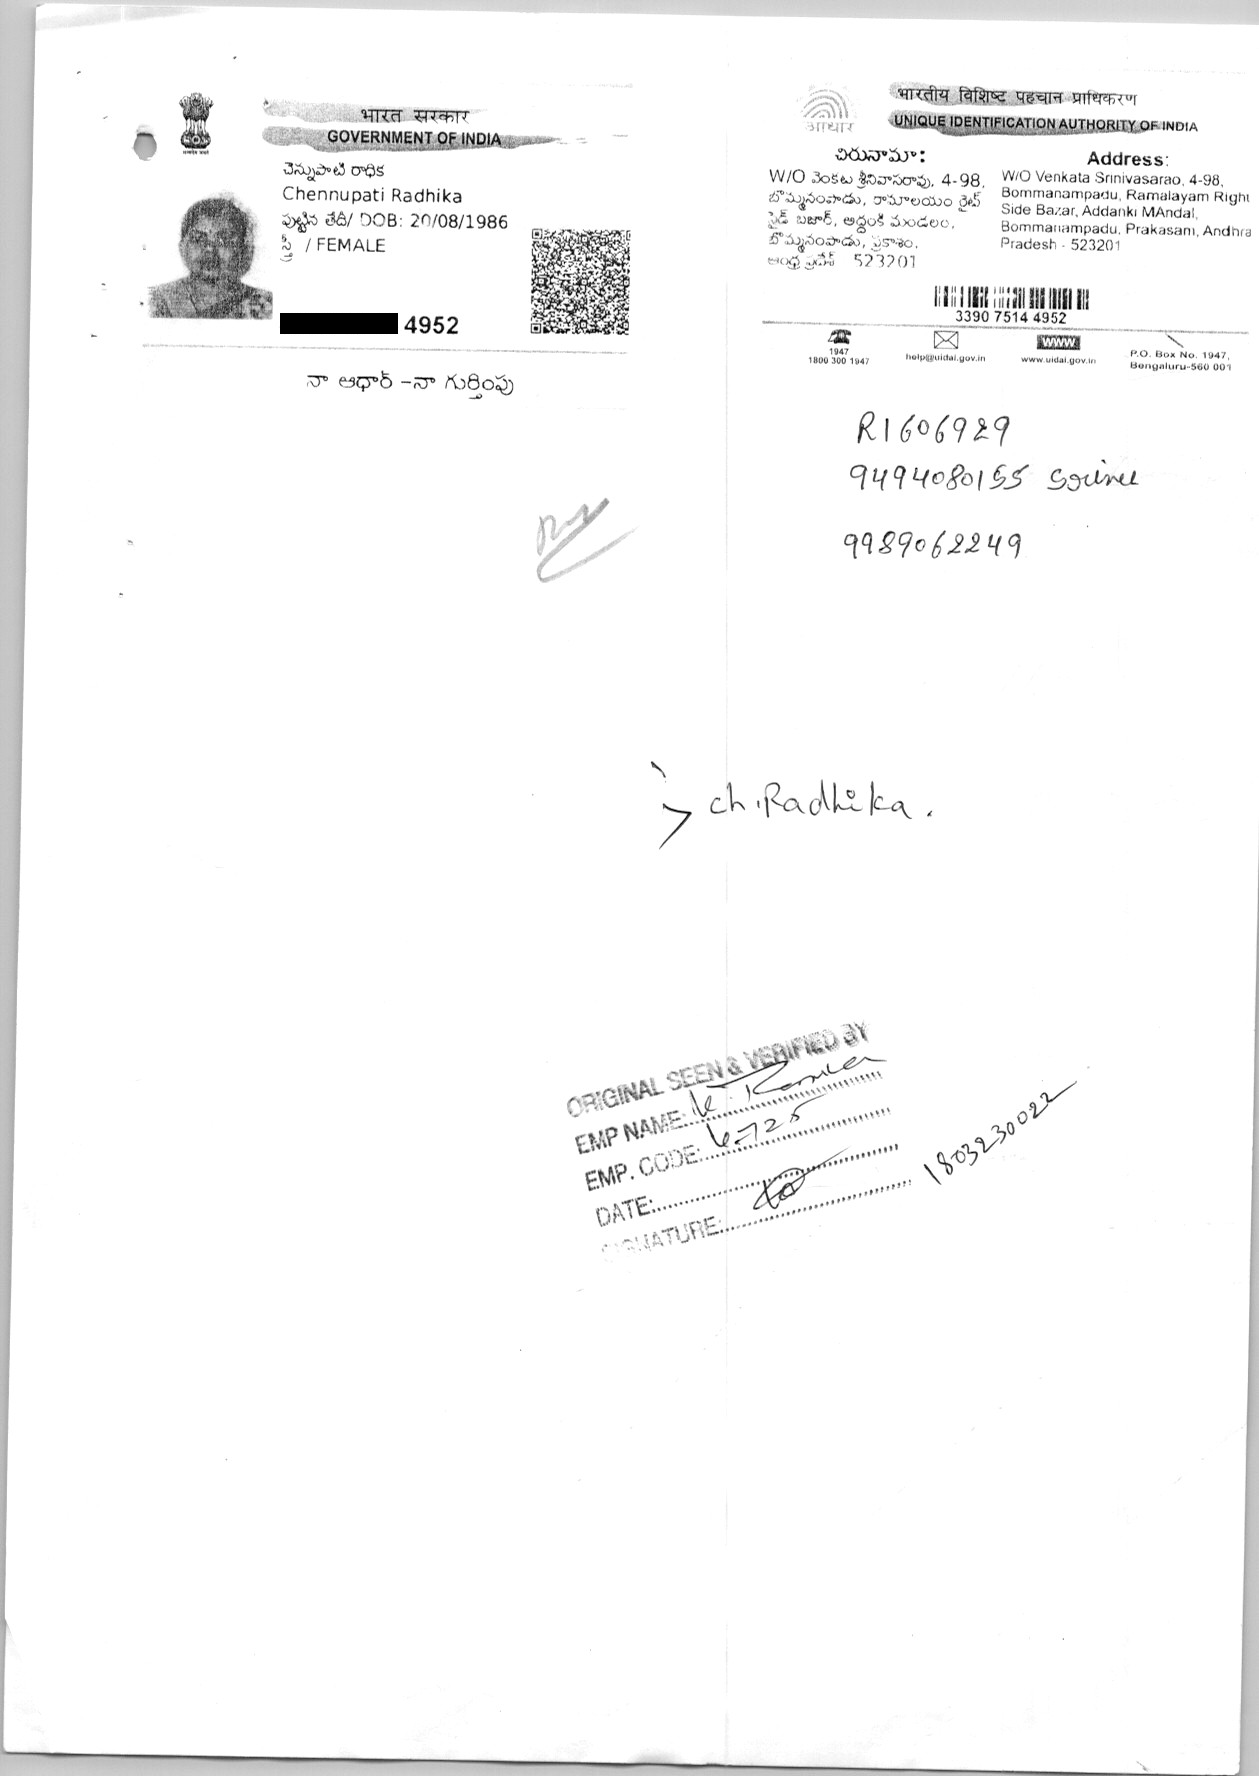 भारत सरकार
GOVERNMENT OF INDIA
చెన్నుపాటి రాధిక
Chennupati Radhika
పుట్టిన తేదీ/ DOB: 20/08/1986
స్త్రీ / FEMALE
4952
నా ఆధార్ -నా గుర్తింపు
आधार
भारतीय विशिष्ट पहचान प्राधिकरण
UNIQUE IDENTIFICATION AUTHORITY OF INDIA
చిరునామా:
W/O వెంకట శ్రీనివాసరావు, 4-98,
బొమ్మనంపాడు, రామాలయం రైట్
సైడ్ బజార్, అద్దంకి మండలం,
బొమ్మనంపాడు, ప్రకాశం,
ఆంధ్ర ప్రదేశ్ 523201
Address:
W/O Venkata Srinivasarao, 4-98,
Bommanampadu, Ramalayam Right
Side Bazar, Addanki MAndal,
Bommanampadu, Prakasam, Andhra
Pradesh - 523201
3390 7514 4952
1947
1800 300 1947
help@uidai.gov.in
www
www.uidai.gov.in
P.O. Box No. 1947,
Bengaluru-560 001
R1606929
9494080155 Srinu
9989062249
ch.Radhika.
ORIGINAL SEEN & VERIFIED BY
EMP NAME:
EMP. CODE:
DATE:
SIGNATURE:
1803230022